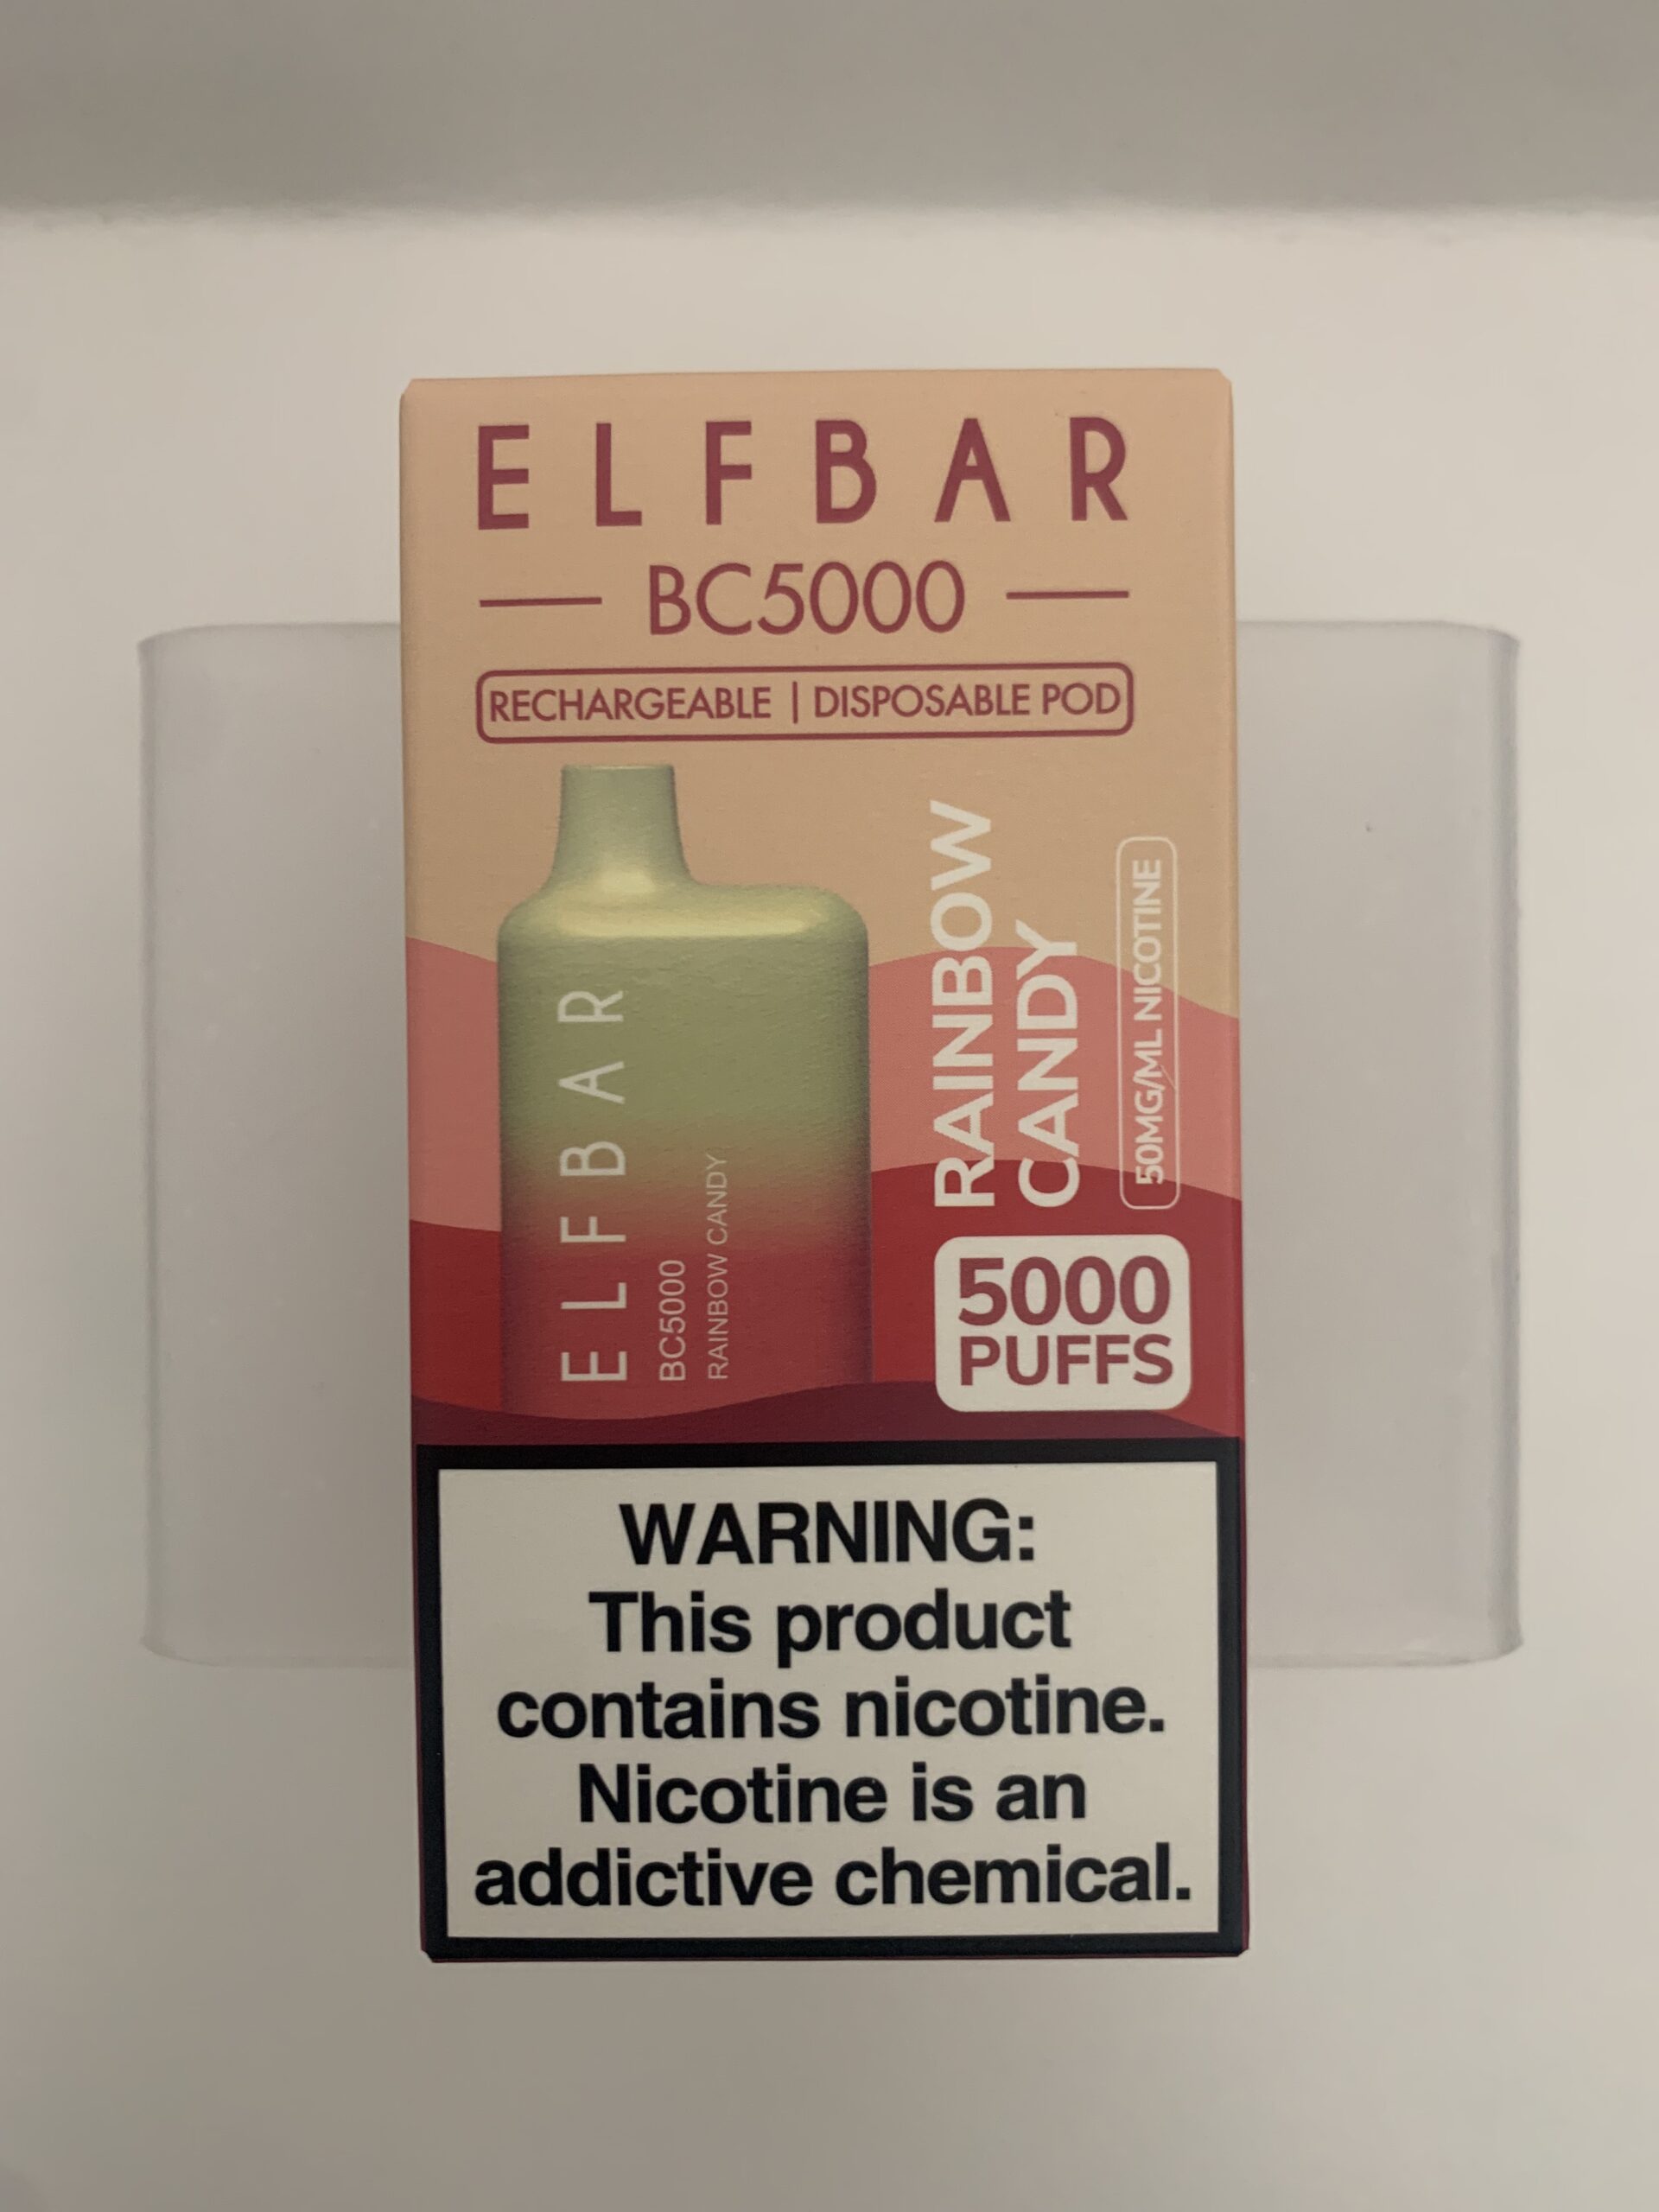 ELFBAR
BC5000
RECHARGEABLE | DISPOSABLE POD
ELFBAR
BC5000
RAINBOW CANDY
RAINBOW
CANDY
50MG/ML NICOTINE
5000
PUFFS
WARNING:
This product
contains nicotine.
Nicotine is an
addictive chemical.